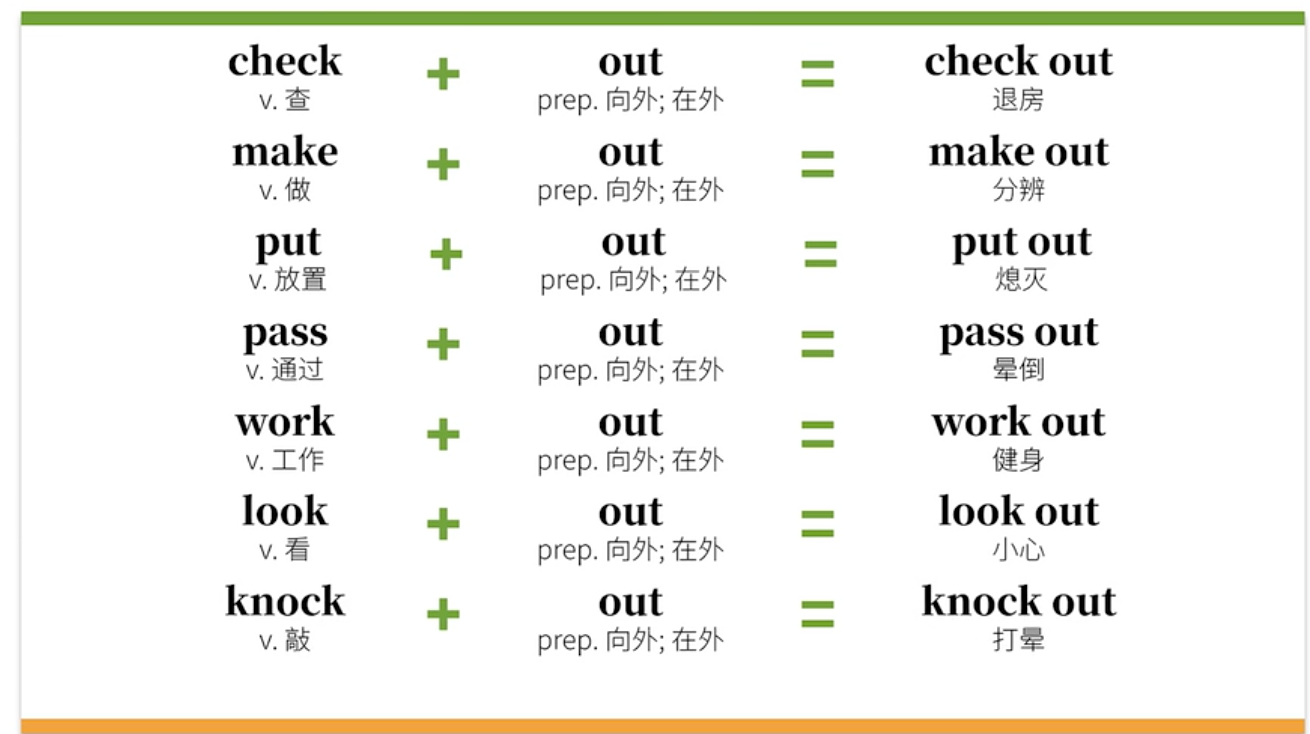 check + out = check out
v. 查 prep. 向外; 在外 退房
make + out = make out
v. 做 prep. 向外; 在外 分辨
put + out = put out
v. 放置 prep. 向外; 在外 熄灭
pass + out = pass out
v. 通过 prep. 向外; 在外 晕倒
work + out = work out
v. 工作 prep. 向外; 在外 健身
look + out = look out
v. 看 prep. 向外; 在外 小心
knock + out = knock out
v. 敲 prep. 向外; 在外 打晕